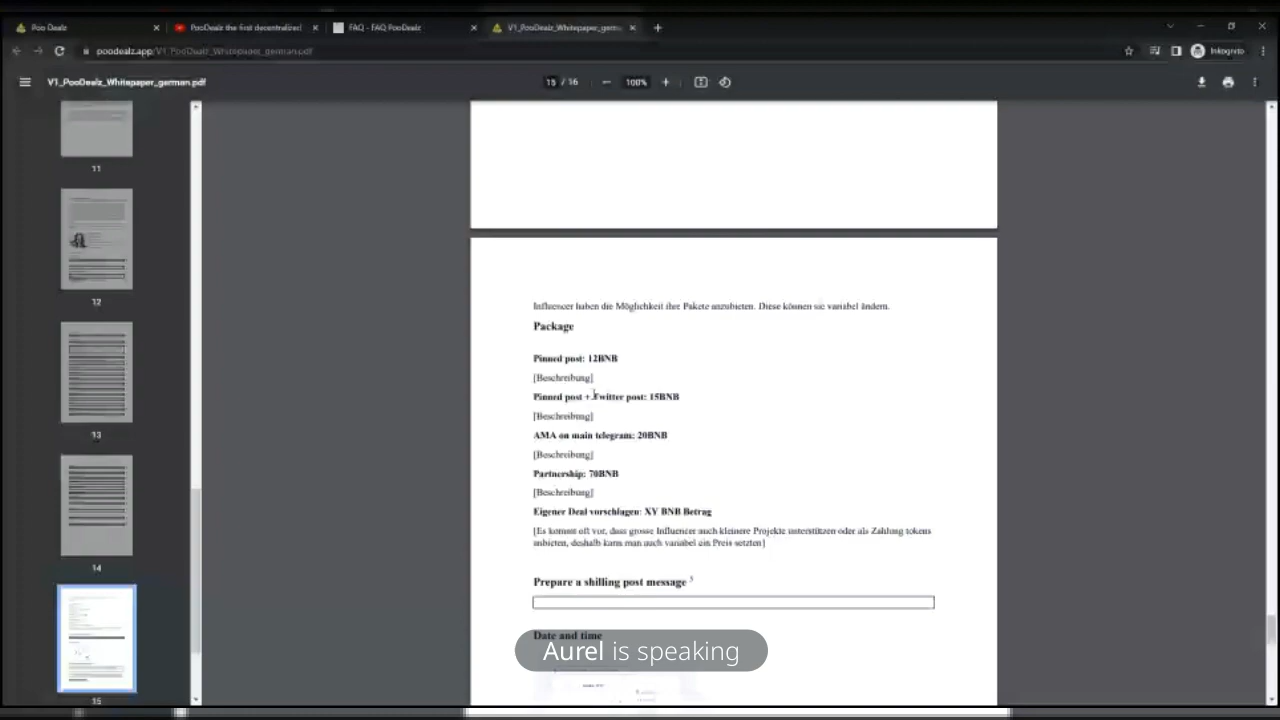 Poo Dealz
PooDealz the first decentralized
FAQ - FAQ PooDealz
V1_PooDealz_Whitepaper_germ
poodealz.app/V1_PooDealz_Whitepaper_german.pdf
Inkognito
V1_PooDealz_Whitepaper_german.pdf
15 / 16
100%
11
12
13
14
15
Influencer haben die Möglichkeit ihre Pakete anzubieten. Diese können sie variabel ändern.
Package
Pinned post: 12BNB
[Beschreibung]
Pinned post + Twitter post: 15BNB
[Beschreibung]
AMA on main telegram: 20BNB
[Beschreibung]
Partnership: 70BNB
[Beschreibung]
Eigener Deal vorschlagen: XY BNB Betrag
[Es kommt oft vor, dass grosse Influencer auch kleinere Projekte unterstützen oder als Zahlung tokens
anbieten, deshalb kann man auch variabel ein Preis setzten]
Prepare a shilling post message
Date and time
Aurel is speaking